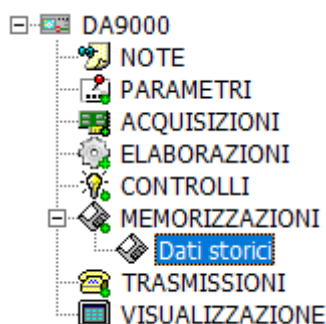 DA9000
NOTE
PARAMETRI
ACQUISIZIONI
ELABORAZIONI
CONTROLLI
MEMORIZZAZIONI
Dati storici
TRASMISSIONI
VISUALIZZAZIONE